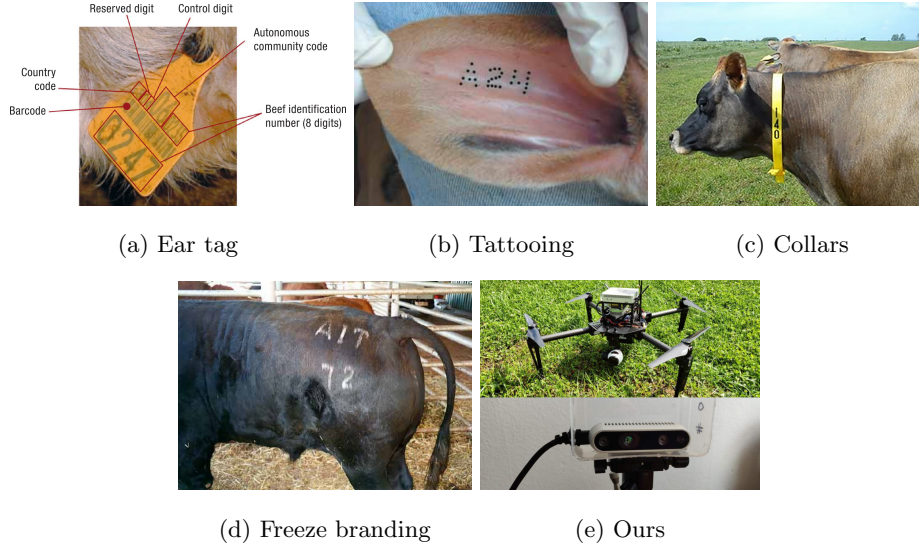 Reserved digit
Control digit
Autonomous
community code
Country
code
Barcode
Beef identification
number (8 digits)
3247
A24
140
(a) Ear tag
(b) Tattooing
(c) Collars
AIT
72
(d) Freeze branding
(e) Ours